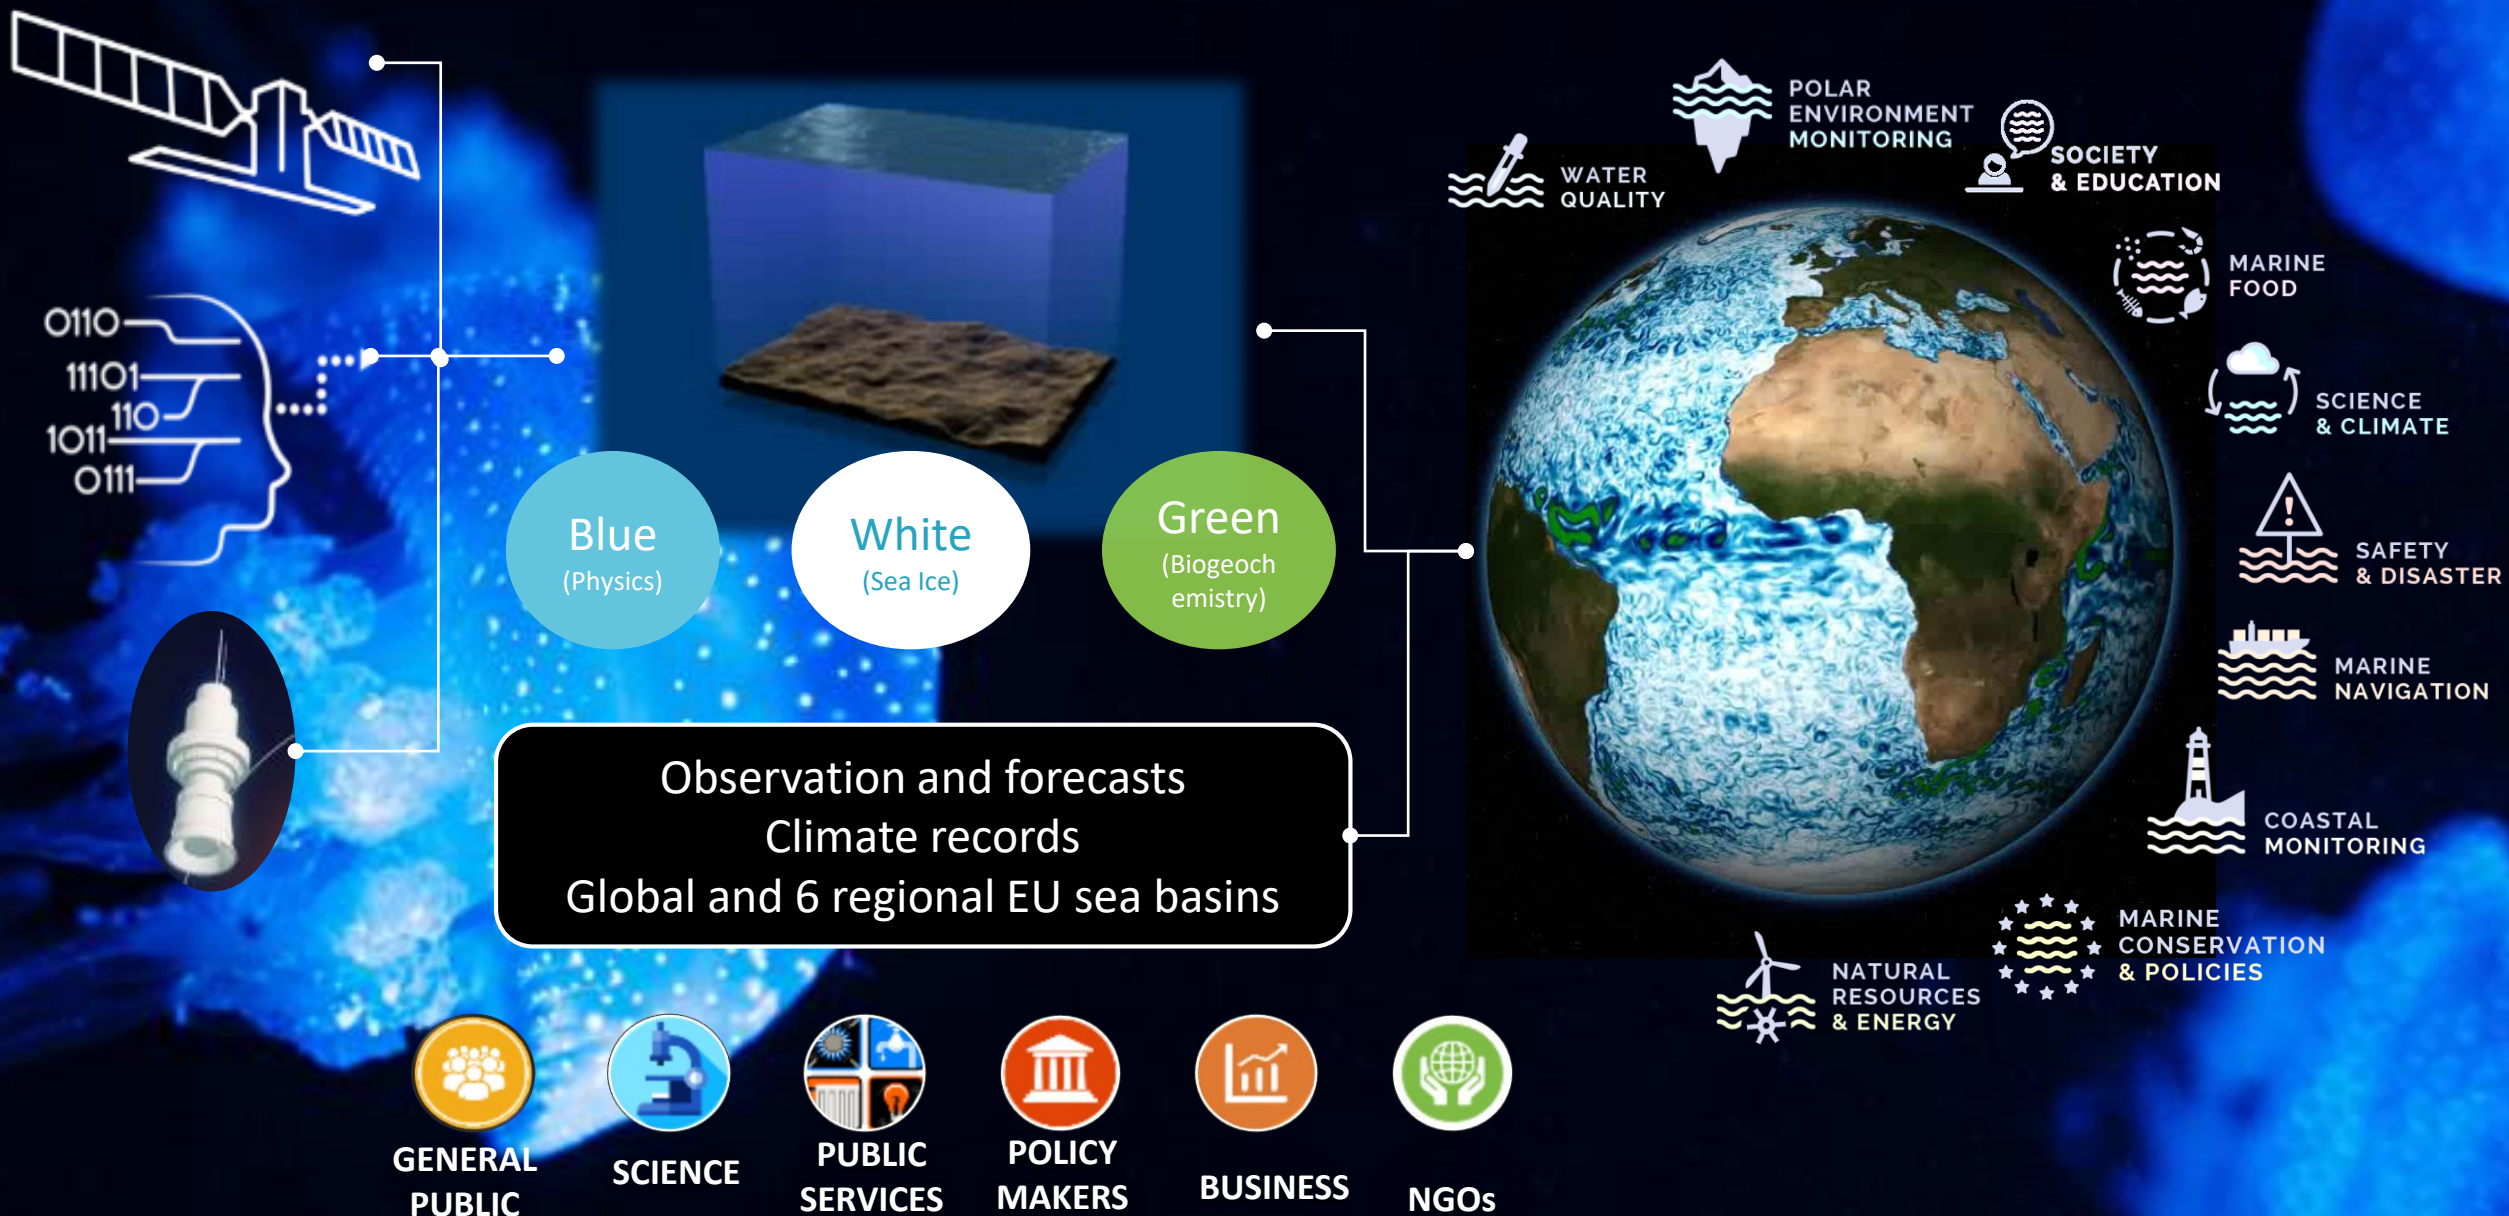 0110
11101
110
1011
0111
Blue
(Physics)
White
(Sea Ice)
Green
(Biogeoch
emistry)
Observation and forecasts
Climate records
Global and 6 regional EU sea basins
POLAR
ENVIRONMENT
MONITORING
WATER
QUALITY
SOCIETY
& EDUCATION
MARINE
FOOD
SCIENCE
& CLIMATE
SAFETY
& DISASTER
MARINE
NAVIGATION
COASTAL
MONITORING
MARINE
CONSERVATION
& POLICIES
NATURAL
RESOURCES
& ENERGY
GENERAL
PUBLIC
SCIENCE
PUBLIC
SERVICES
POLICY
MAKERS
BUSINESS
NGOs